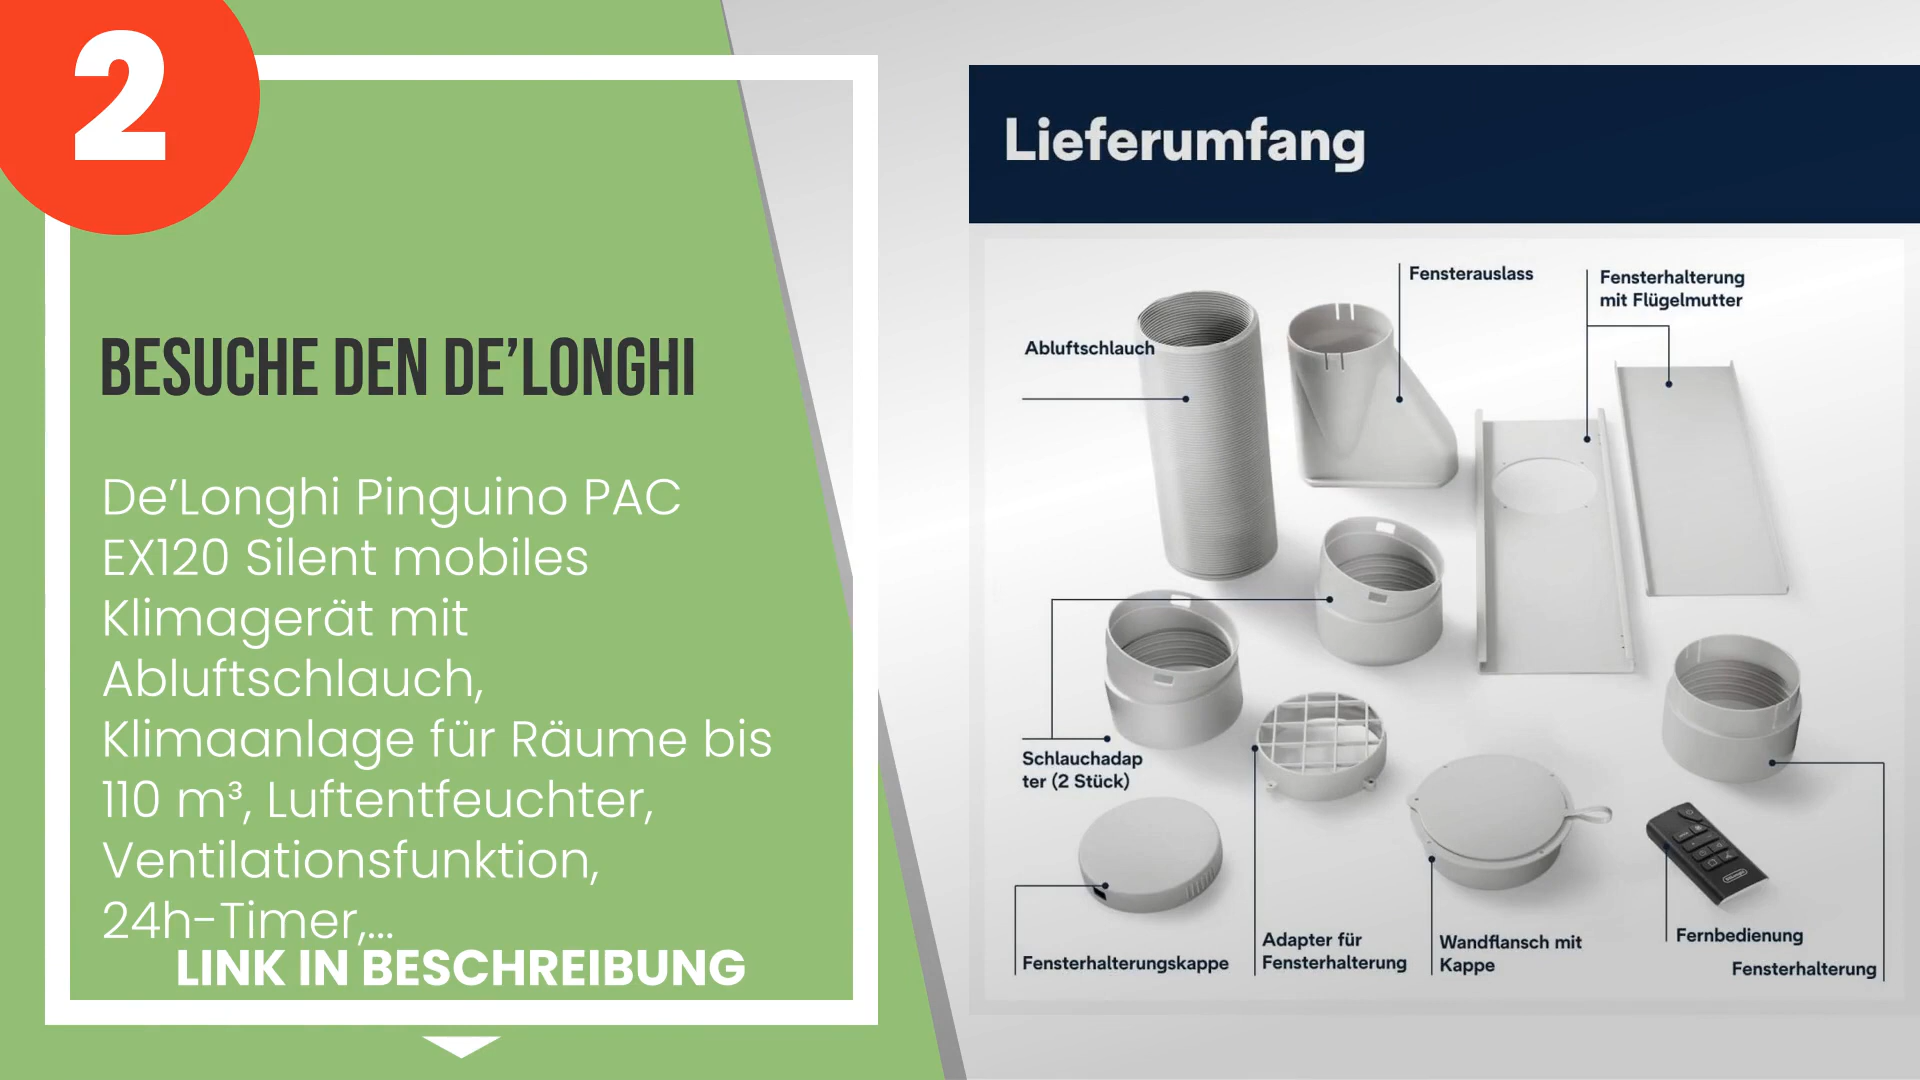 2
BESUCHE DEN DE’LONGHI
De’Longhi Pinguino PAC
EX120 Silent mobiles
Klimagerät mit
Abluftschlauch,
Klimaanlage für Räume bis
110 m³, Luftentfeuchter,
Ventilationsfunktion,
24h-Timer,...
LINK IN BESCHREIBUNG
Lieferumfang
Fensterauslass
Fensterhalterung
mit Flügelmutter
Abluftschlauch
Schlauchadap
ter (2 Stück)
Fensterhalterungskappe
Adapter für
Fensterhalterung
Wandflansch mit
Kappe
Fernbedienung
Fensterhalterung